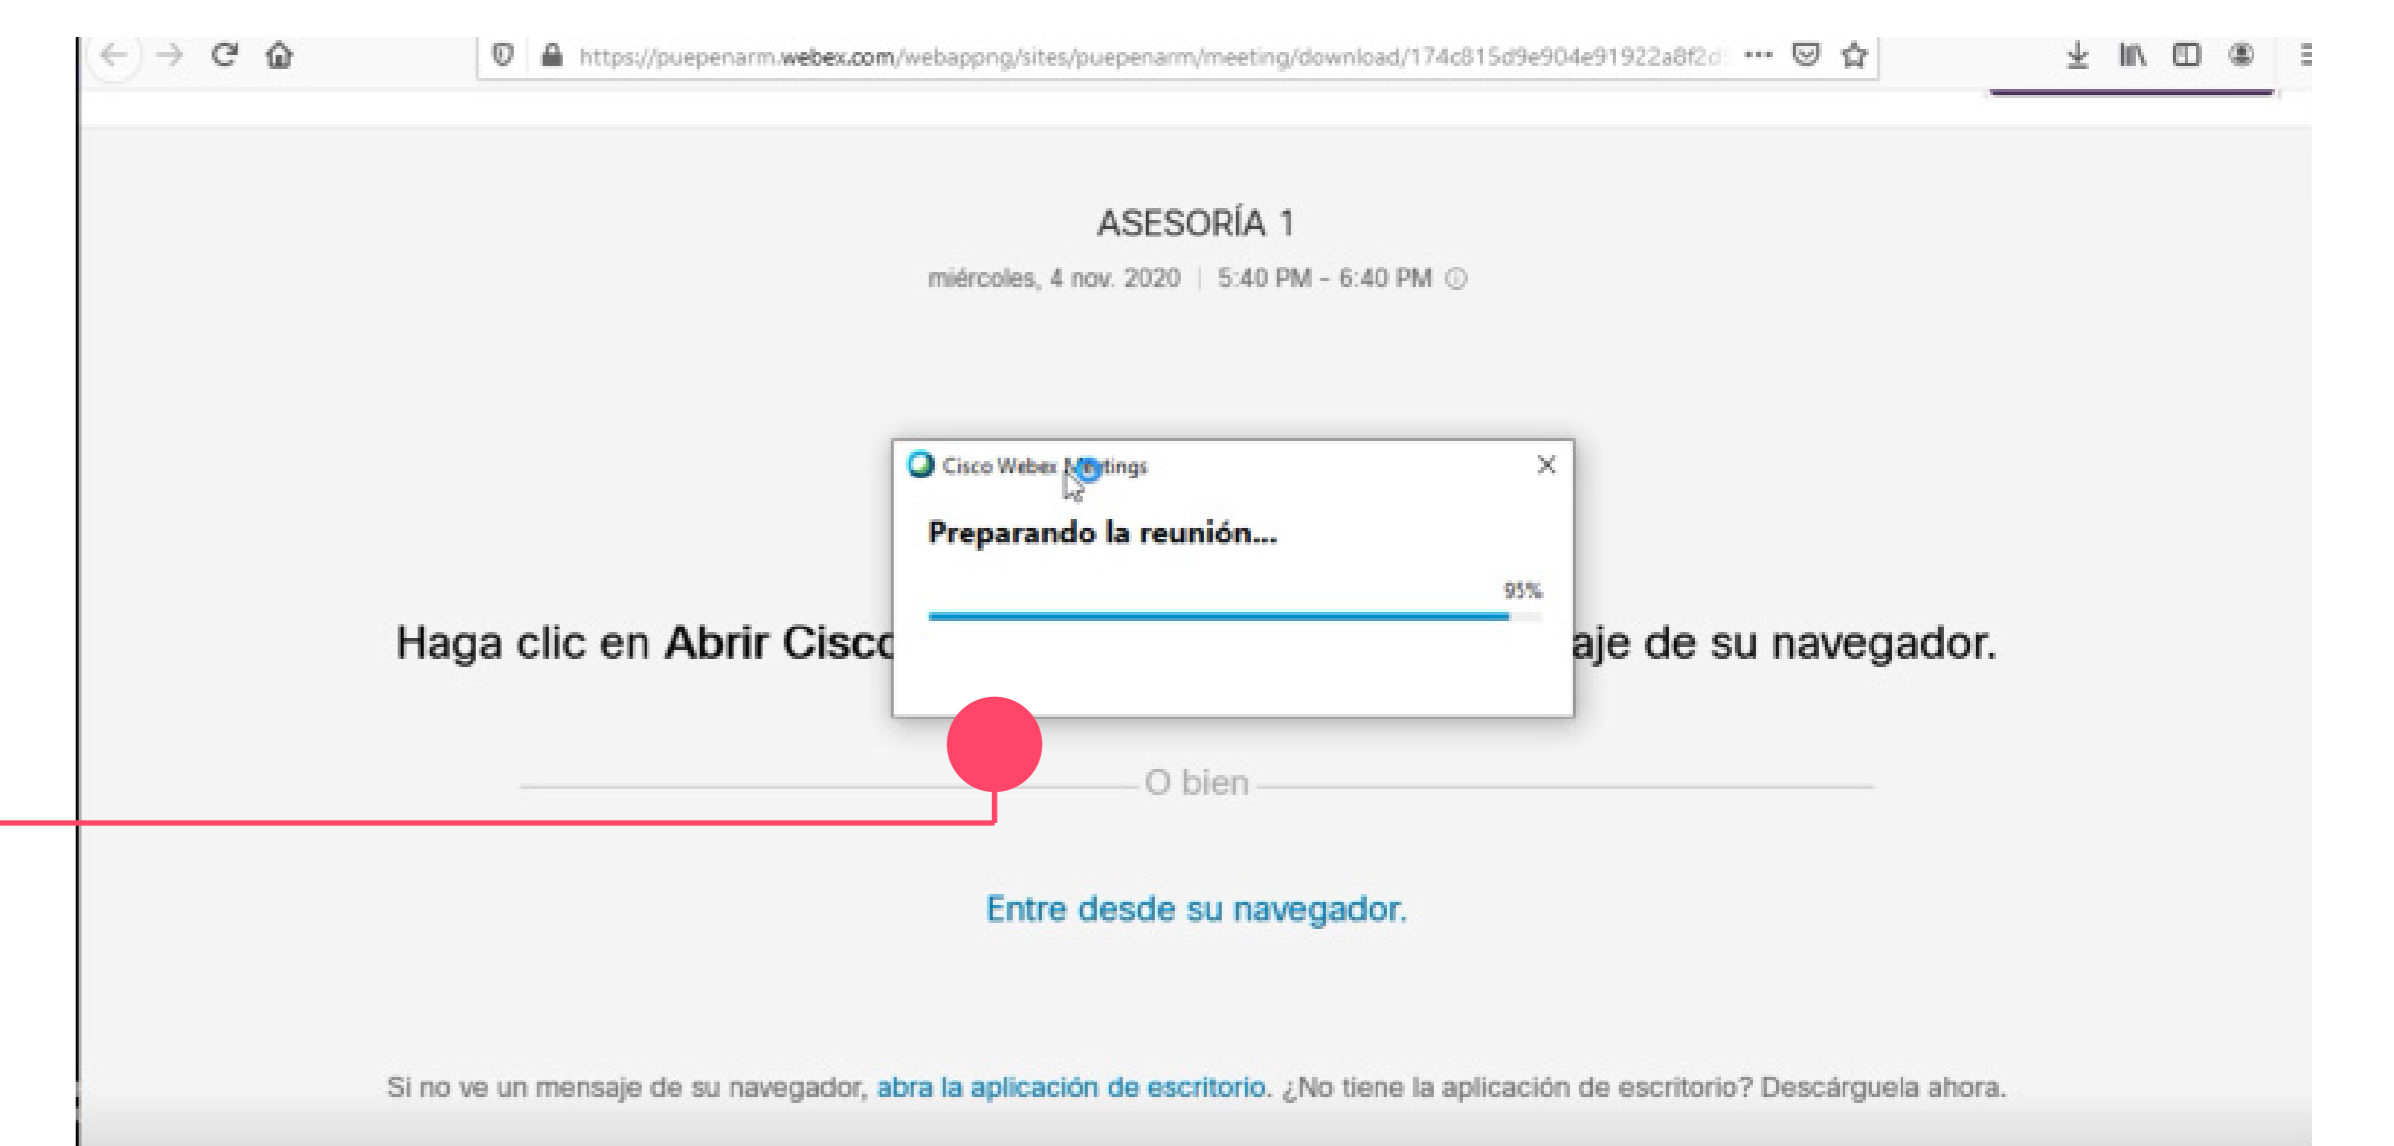 https://puepenarm.webex.com/webappng/sites/puepenarm/meeting/download/174c815d9e904e91922a8f2d
ASESORÍA 1
miércoles, 4 nov. 2020 | 5:40 PM - 6:40 PM
Cisco Webex Meetings
Preparando la reunión...
95%
Haga clic en Abrir Cisco aje de su navegador.
O bien
Entre desde su navegador.
Si no ve un mensaje de su navegador, abra la aplicación de escritorio. ¿No tiene la aplicación de escritorio? Descárguela ahora.